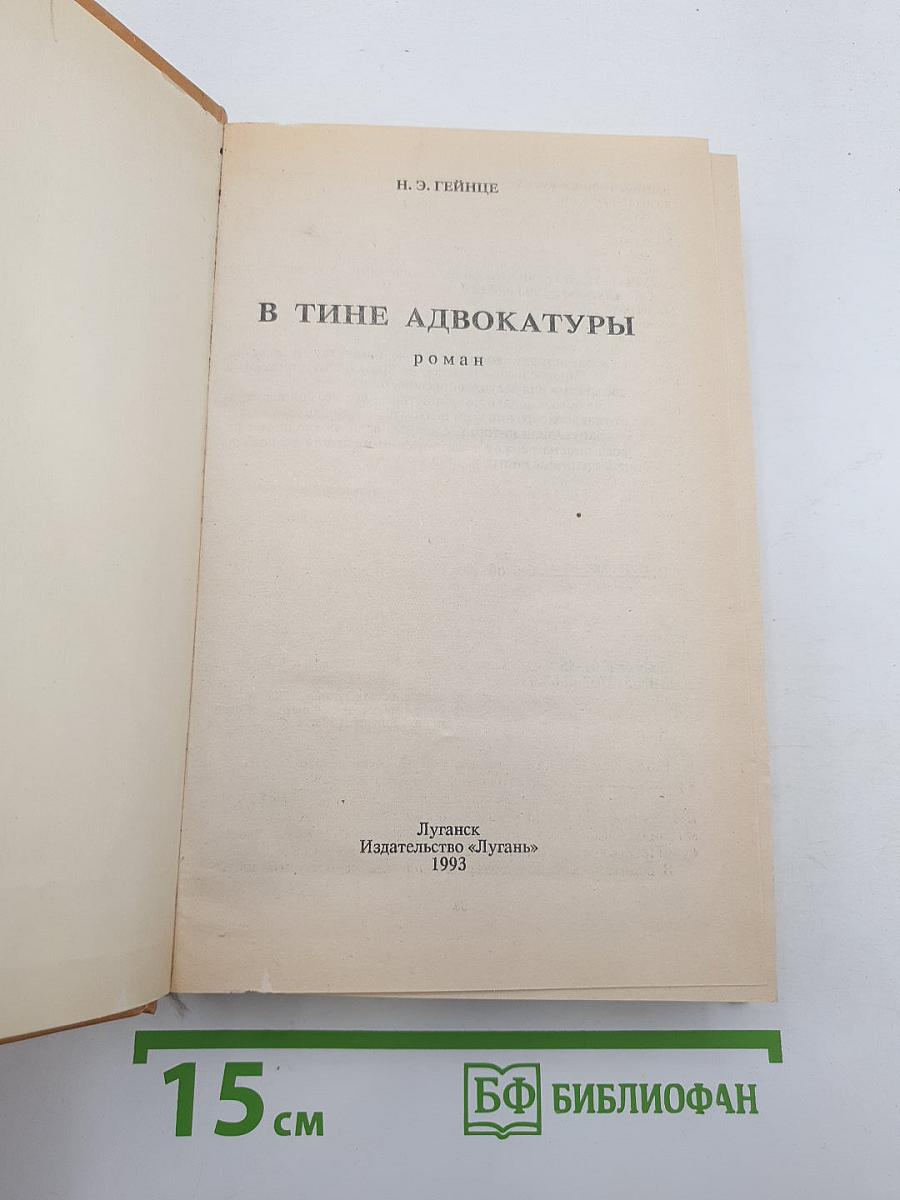 Н. Э. ГЕЙНЦЕ
В ТИНЕ АДВОКАТУРЫ
роман
Луганск
Издательство «Лугань»
1993
15 см
БФ БИБЛИОФАН